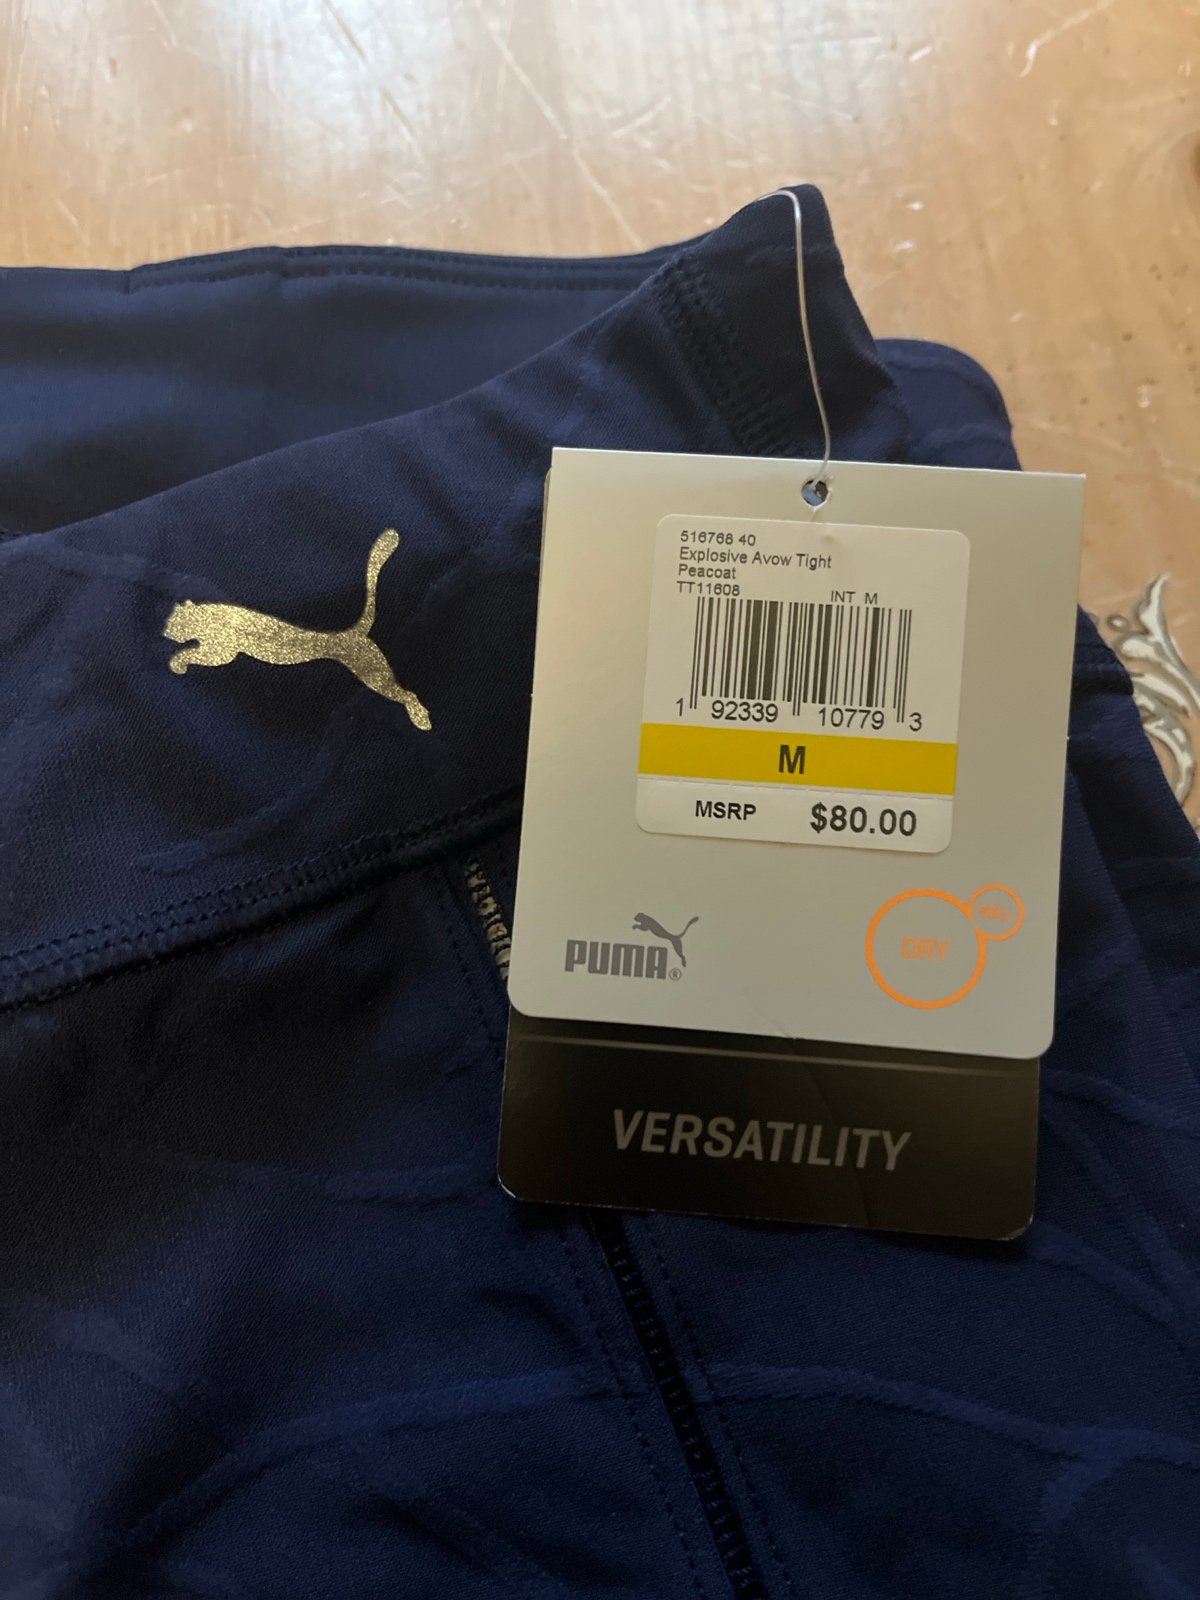 516768 40
Explosive Avow Tight
Peacoat
TT11608 INT M
1 92339 10779 3
M
MSRP $80.00
PUMA®
DRY
VERSATILITY